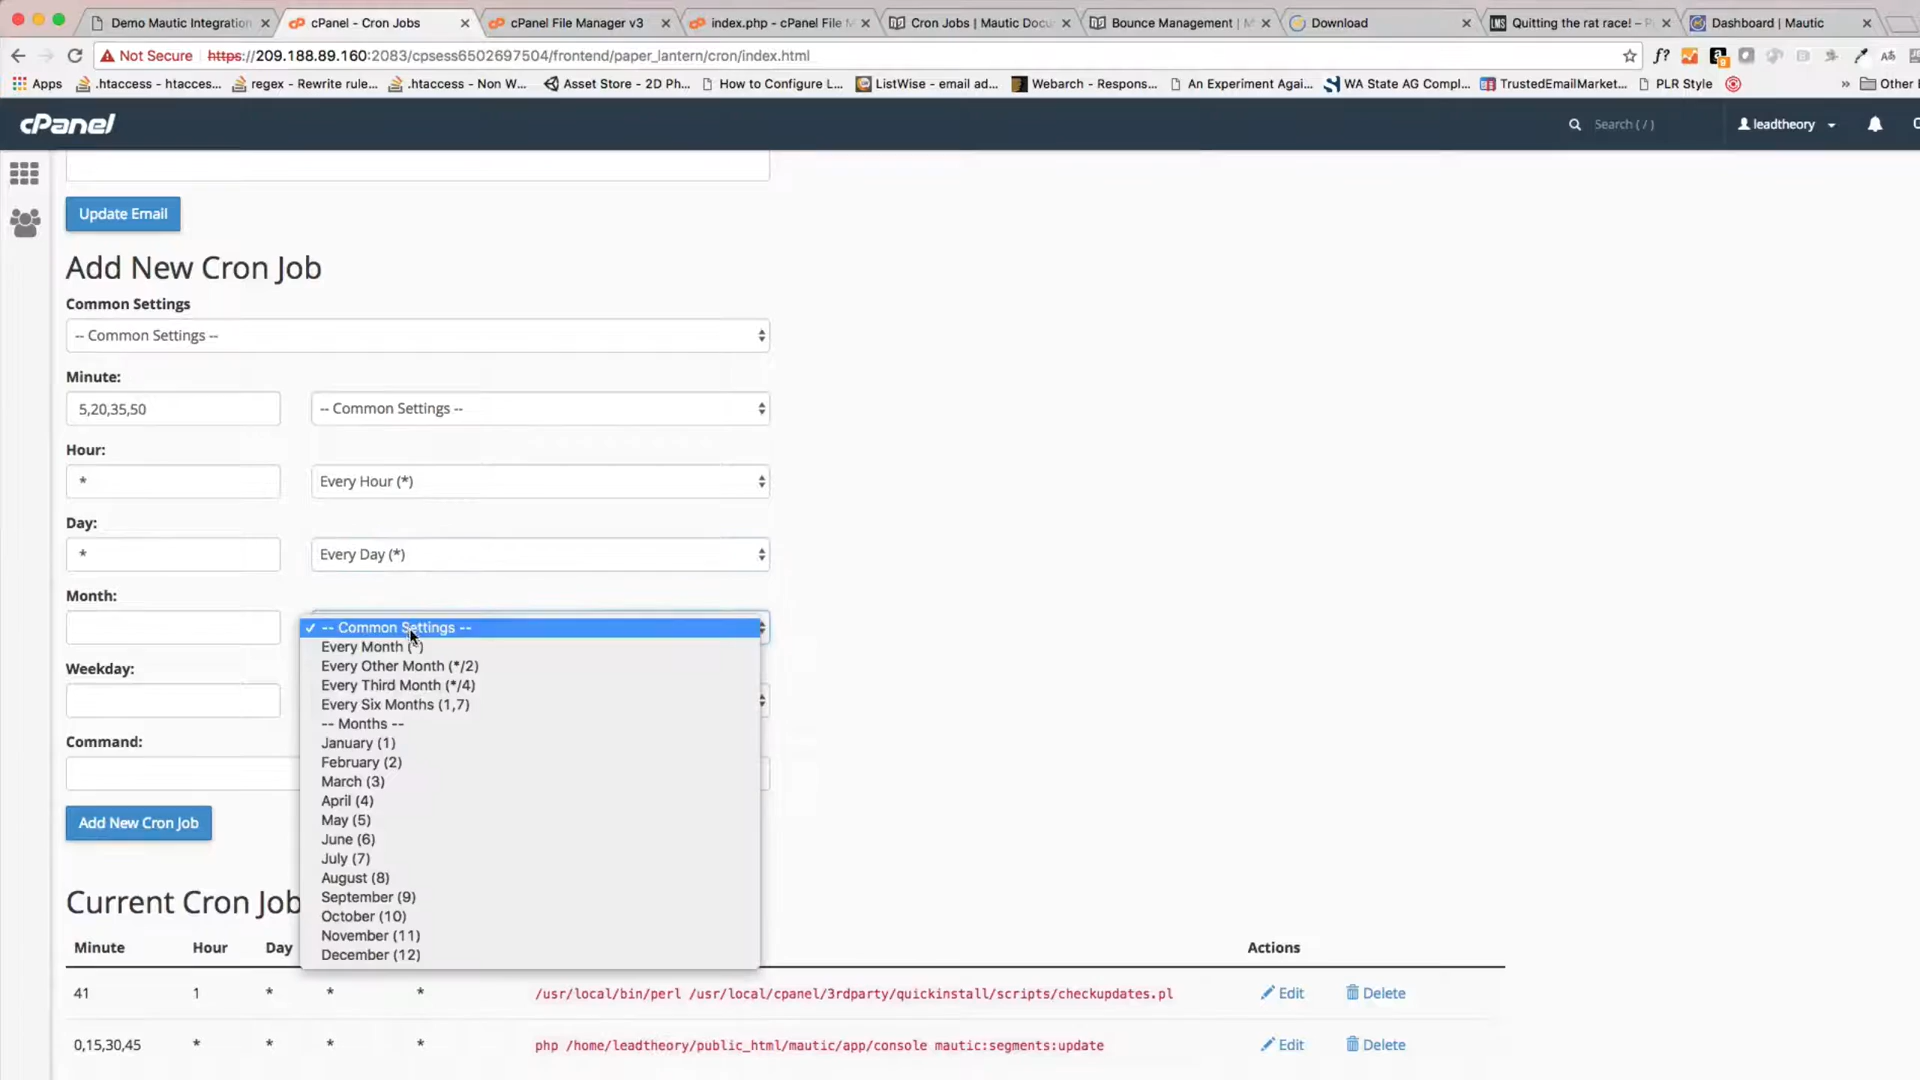 Demo Mautic Integration
cPanel - Cron Jobs
cPanel File Manager v3
index.php - cPanel File M
Cron Jobs | Mautic Docu
Bounce Management | M
Download
Quitting the rat race! –
Dashboard | Mautic
Not Secure https://209.188.89.160:2083/cpsess6502697504/frontend/paper_lantern/cron/index.html
Apps
.htaccess - htacces...
regex - Rewrite rule...
.htaccess - Non W...
Asset Store - 2D Ph...
How to Configure L...
ListWise - email ad...
Webarch - Respons...
An Experiment Agai...
WA State AG Compl...
TrustedEmailMarket...
PLR Style
» Other
cPanel
Search ( / )
leadtheory
Update Email
Add New Cron Job
Common Settings
-- Common Settings --
Minute:
5,20,35,50 -- Common Settings --
Hour:
* Every Hour (*)
Day:
* Every Day (*)
Month:
✓ -- Common Settings --
Every Month (*)
Every Other Month (*/2)
Every Third Month (*/4)
Every Six Months (1,7)
-- Months --
January (1)
February (2)
March (3)
April (4)
May (5)
June (6)
July (7)
August (8)
September (9)
October (10)
November (11)
December (12)
Weekday:
Command:
Add New Cron Job
Current Cron Job
Minute Hour Day Actions
41 1 * * * /usr/local/bin/perl /usr/local/cpanel/3rdparty/quickinstall/scripts/checkupdates.pl Edit Delete
0,15,30,45 * * * * php /home/leadtheory/public_html/mautic/app/console mautic:segments:update Edit Delete